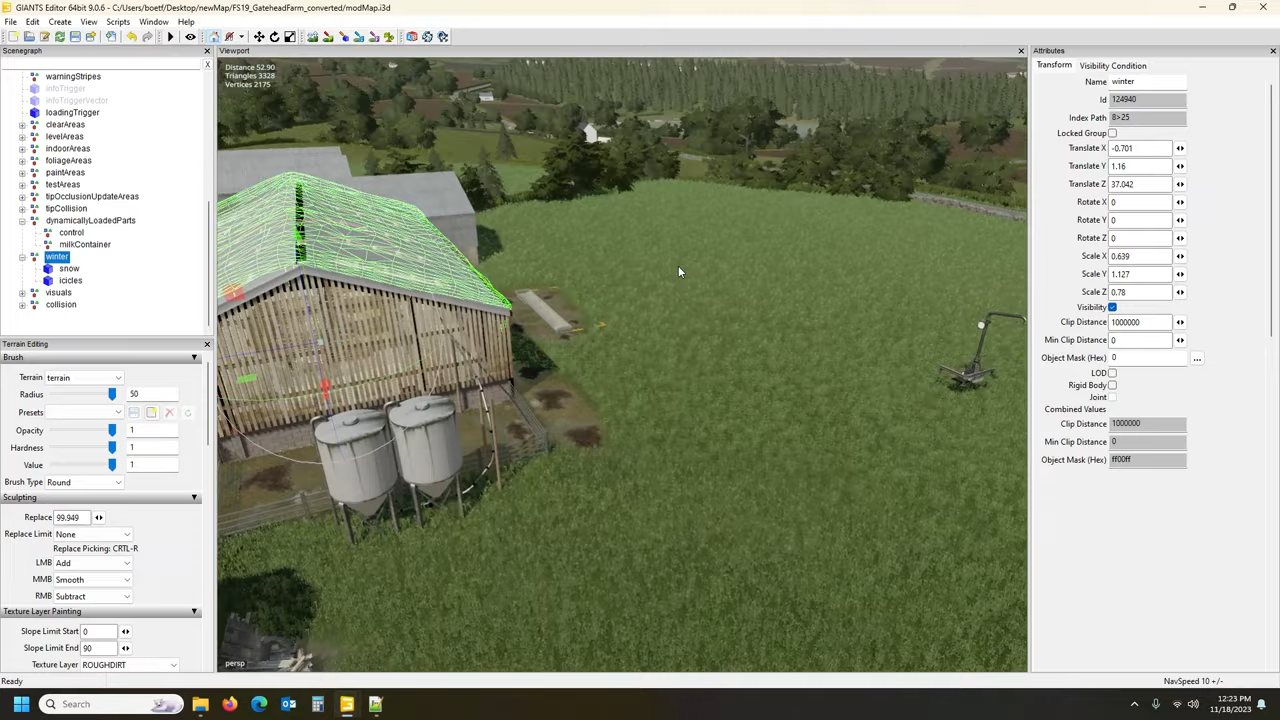 GIANTS Editor 64bit 9.0.6 - C:/Users/boetf/Desktop/newMap/FS19_GateheadFarm_converted/modMap.i3d
File Edit Create View Scripts Window Help
Scenegraph
X
warningStripes
infoTrigger
infoTriggerVector
loadingTrigger
clearAreas
levelAreas
indoorAreas
foliageAreas
paintAreas
testAreas
tipOcclusionUpdateAreas
tipCollision
dynamicallyLoadedParts
control
milkContainer
winter
snow
icicles
visuals
collision
Terrain Editing
Brush
Terrain terrain
Radius 50
Presets
Opacity 1
Hardness 1
Value 1
Brush Type Round
Sculpting
Replace 99.949
Replace Limit None
Replace Picking: CRTL-R
LMB Add
MMB Smooth
RMB Subtract
Texture Layer Painting
Slope Limit Start 0
Slope Limit End 90
Texture Layer ROUGHDIRT
Ready
Viewport
Distance 52.90
Triangles 3328
Vertices 2175
persp
Attributes
Transform Visibility Condition
Name winter
Id 124940
Index Path 8>25
Locked Group
Translate X -0.701
Translate Y 1.16
Translate Z 37.042
Rotate X 0
Rotate Y 0
Rotate Z 0
Scale X 0.639
Scale Y 1.127
Scale Z 0.78
Visibility
Clip Distance 1000000
Min Clip Distance 0
Object Mask (Hex) 0 ...
LOD
Rigid Body
Joint
Combined Values
Clip Distance 1000000
Min Clip Distance 0
Object Mask (Hex) ff00ff
NavSpeed 10 +/-
Search
12:23 PM
11/18/2023